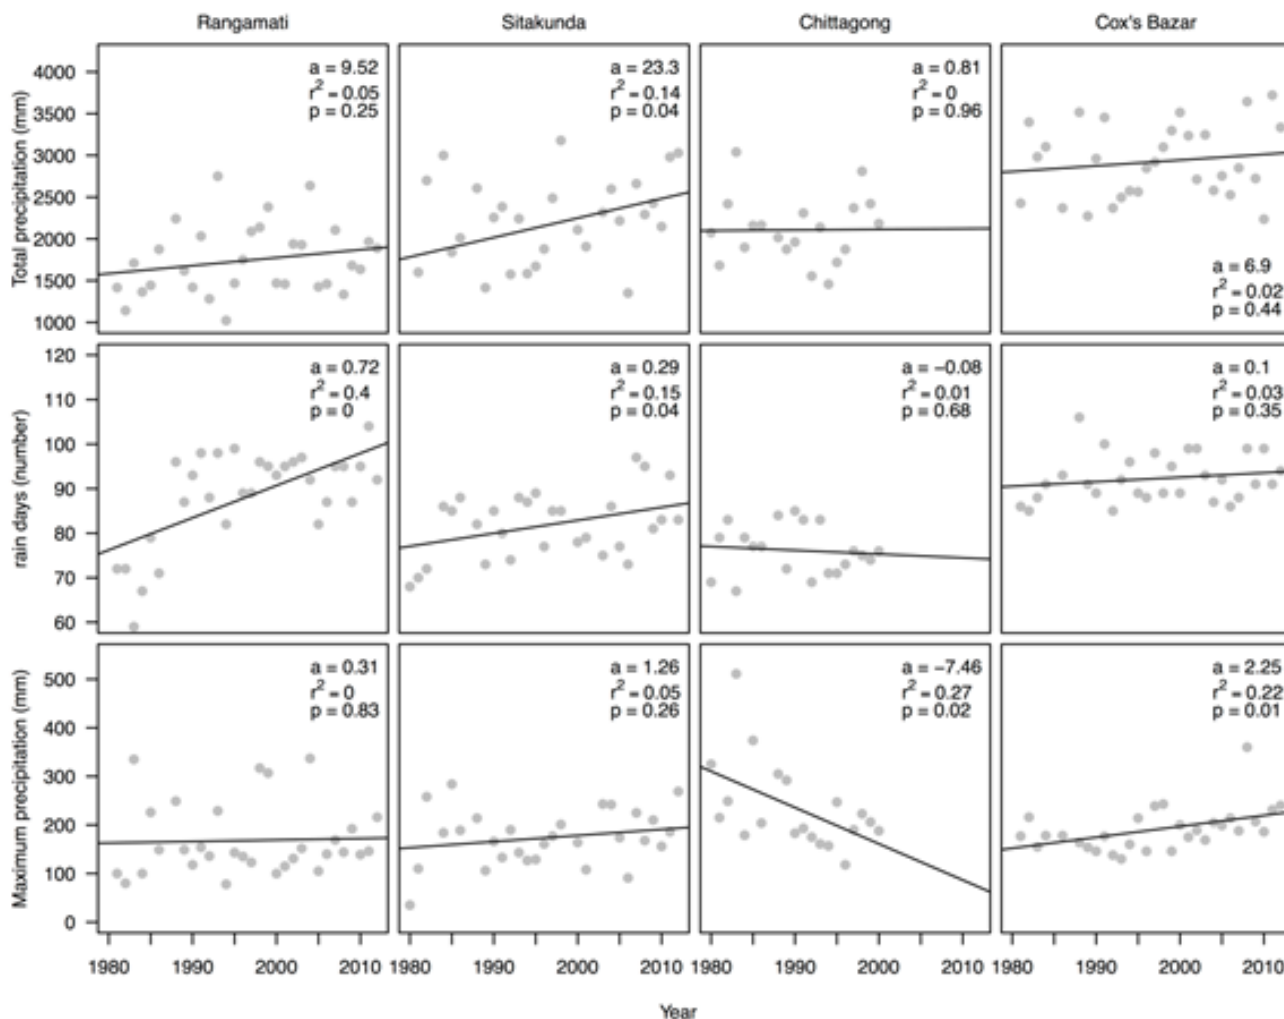 Rangamati
Sitakunda
Chittagong
Cox's Bazar
Total precipitation (mm)
4000
3500
3000
2500
2000
1500
1000
a = 9.52
r² = 0.05
p = 0.25
a = 23.3
r² = 0.14
p = 0.04
a = 0.81
r² = 0
p = 0.96
a = 6.9
r² = 0.02
p = 0.44
rain days (number)
120
110
100
90
80
70
60
a = 0.72
r² = 0.4
p = 0
a = 0.29
r² = 0.15
p = 0.04
a = −0.08
r² = 0.01
p = 0.68
a = 0.1
r² = 0.03
p = 0.35
Maximum precipitation (mm)
500
400
300
200
100
0
a = 0.31
r² = 0
p = 0.83
a = 1.26
r² = 0.05
p = 0.26
a = −7.46
r² = 0.27
p = 0.02
a = 2.25
r² = 0.22
p = 0.01
1980 1990 2000 2010 1980 1990 2000 2010 1980 1990 2000 2010 1980 1990 2000 2010
Year